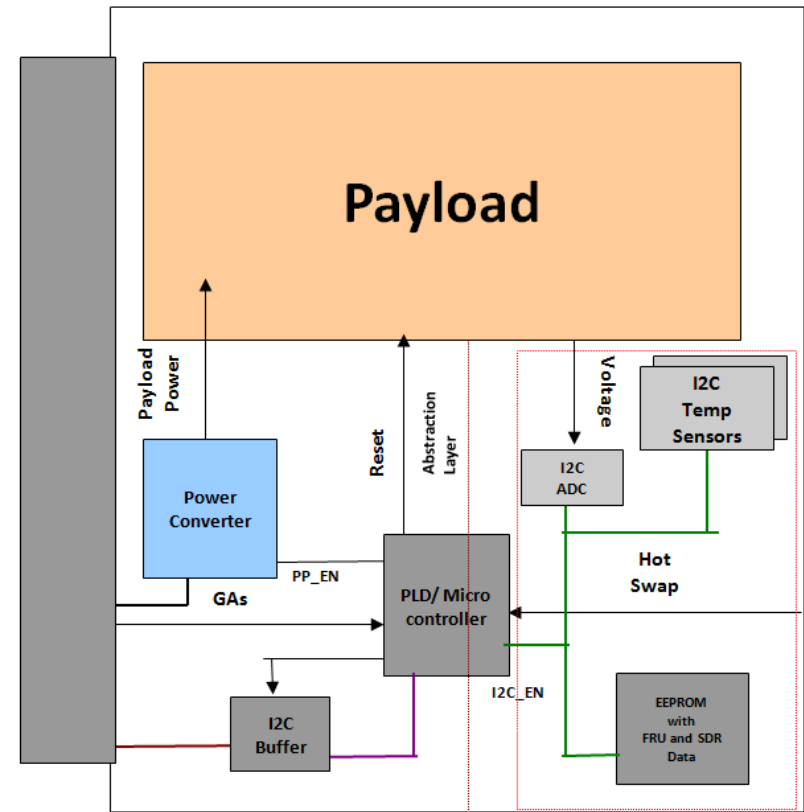 Payload
Payload
Power
Reset
Abstraction
Layer
Voltage
I2C
Temp
Sensors
I2C
ADC
Power
Converter
PP_EN
GAs
PLD/ Micro
controller
Hot
Swap
I2C_EN
I2C
Buffer
EEPROM
with
FRU and SDR
Data